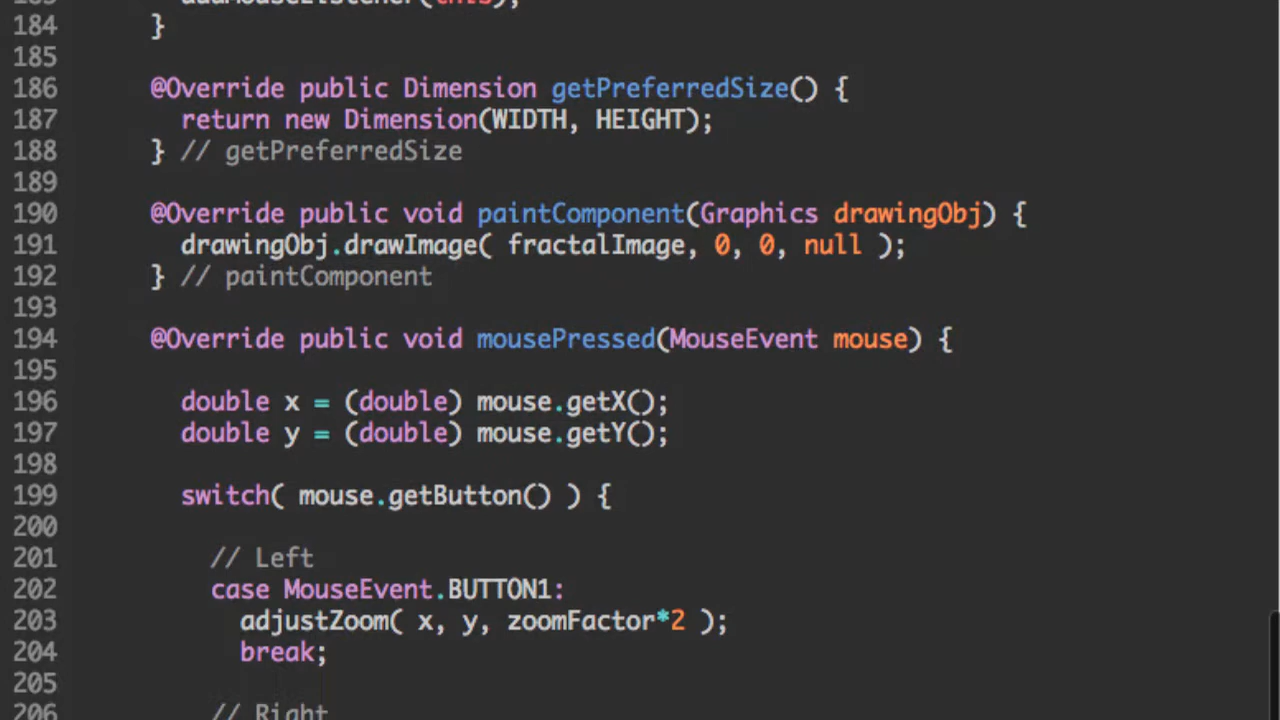 184 }
185
186 @Override public Dimension getPreferredSize() {
187 return new Dimension(WIDTH, HEIGHT);
188 } // getPreferredSize
189
190 @Override public void paintComponent(Graphics drawingObj) {
191 drawingObj.drawImage( fractalImage, 0, 0, null );
192 } // paintComponent
193
194 @Override public void mousePressed(MouseEvent mouse) {
195
196 double x = (double) mouse.getX();
197 double y = (double) mouse.getY();
198
199 switch( mouse.getButton() ) {
200
201 // Left
202 case MouseEvent.BUTTON1:
203 adjustZoom( x, y, zoomFactor*2 );
204 break;
205
206 // Right